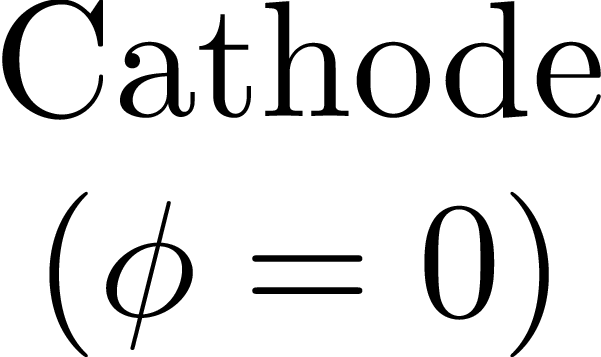 Cathode
(ϕ = 0)